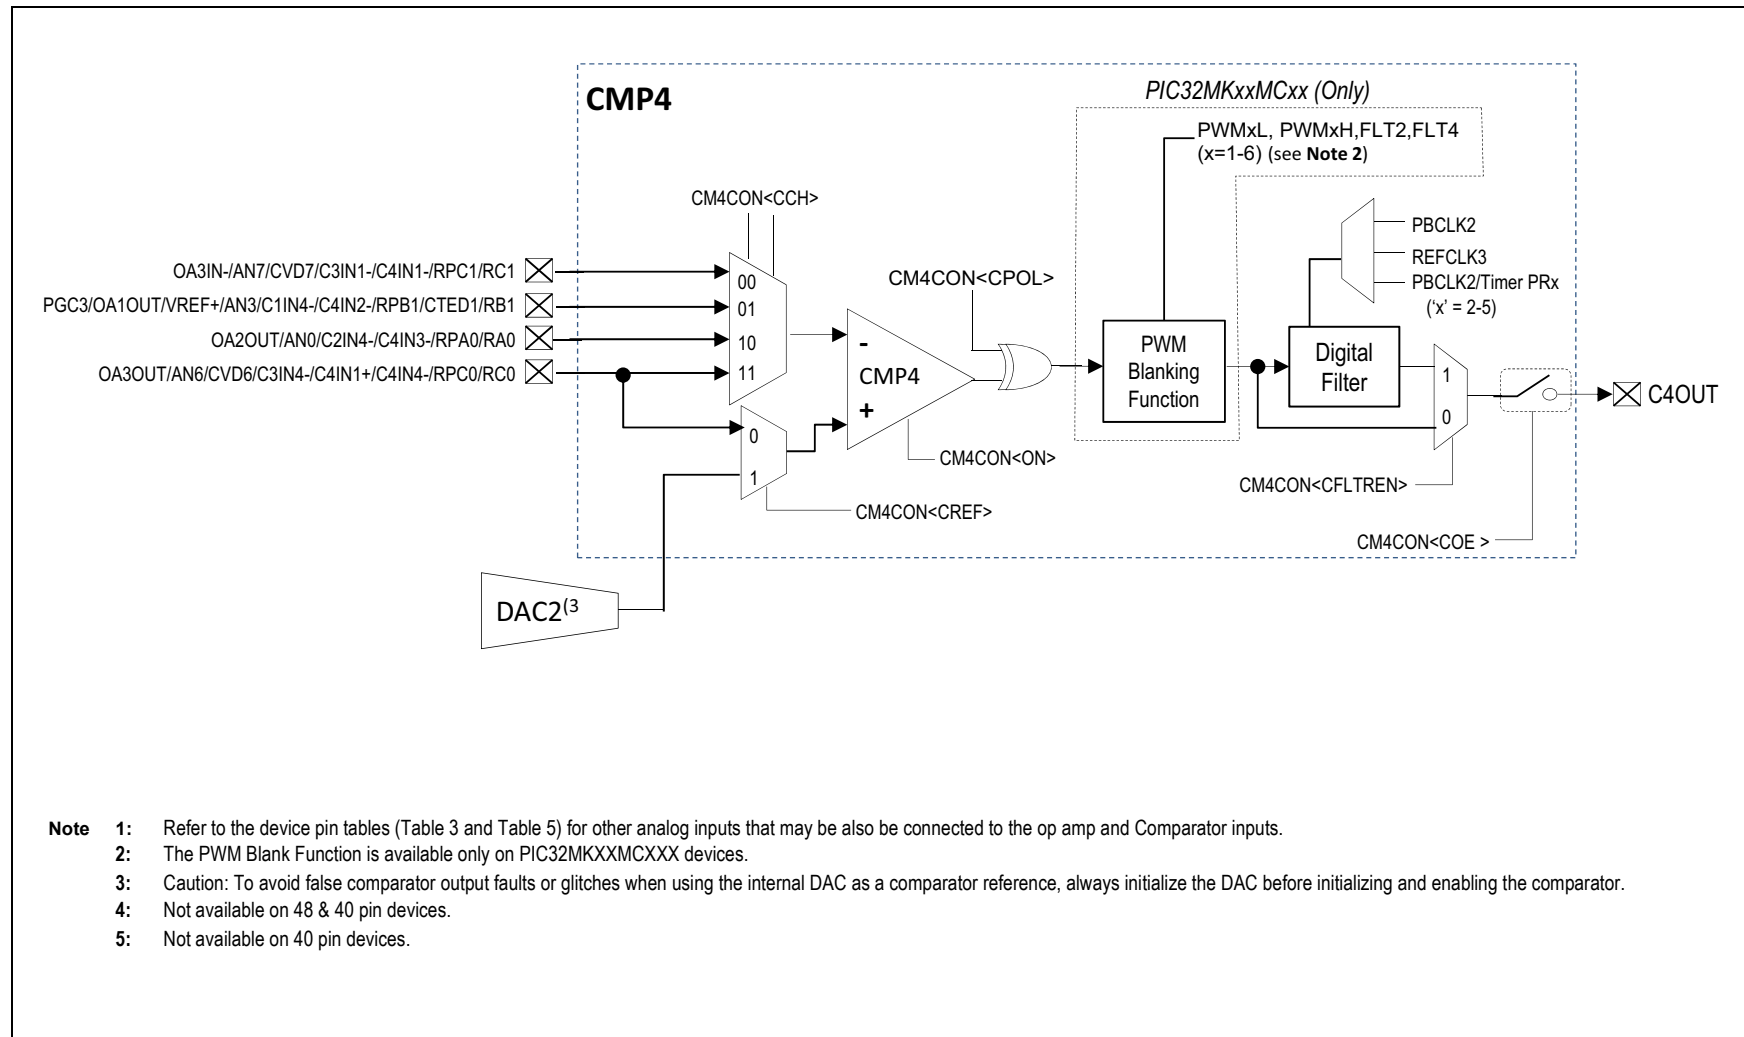 CMP4
PIC32MKxxMCxx (Only)
PWMxL, PWMxH,FLT2,FLT4
(x=1-6) (see Note 2)
CM4CON<CCH>
PBCLK2
REFCLK3
PBCLK2/Timer PRx
('x' = 2-5)
OA3IN-/AN7/CVD7/C3IN1-/C4IN1-/RPC1/RC1
00
PGC3/OA1OUT/VREF+/AN3/C1IN4-/C4IN2-/RPB1/CTED1/RB1
01
OA2OUT/AN0/C2IN4-/C4IN3-/RPA0/RA0
10
OA3OUT/AN6/CVD6/C3IN4-/C4IN1+/C4IN4-/RPC0/RC0
11
CM4CON<CPOL>
-
CMP4
+
PWM
Blanking
Function
Digital
Filter
1
0
C4OUT
0
1
CM4CON<ON>
CM4CON<CFLTREN>
CM4CON<CREF>
CM4CON<COE >
DAC2(3
Note 1: Refer to the device pin tables (Table 3 and Table 5) for other analog inputs that may be also be connected to the op amp and Comparator inputs.
2: The PWM Blank Function is available only on PIC32MKXXMCXXX devices.
3: Caution: To avoid false comparator output faults or glitches when using the internal DAC as a comparator reference, always initialize the DAC before initializing and enabling the comparator.
4: Not available on 48 & 40 pin devices.
5: Not available on 40 pin devices.